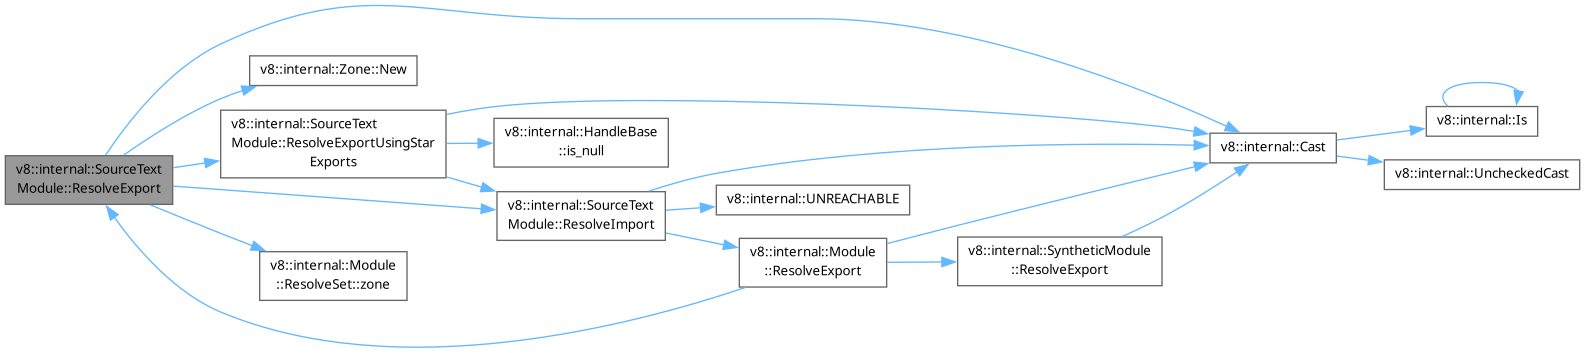 v8::internal::Zone::New
v8::internal::SourceText
Module::ResolveExportUsingStar
Exports
v8::internal::HandleBase
::is_null
v8::internal::Is
v8::internal::Cast
v8::internal::UncheckedCast
v8::internal::SourceText
Module::ResolveExport
v8::internal::SourceText
Module::ResolveImport
v8::internal::UNREACHABLE
v8::internal::Module
::ResolveExport
v8::internal::SyntheticModule
::ResolveExport
v8::internal::Module
::ResolveSet::zone